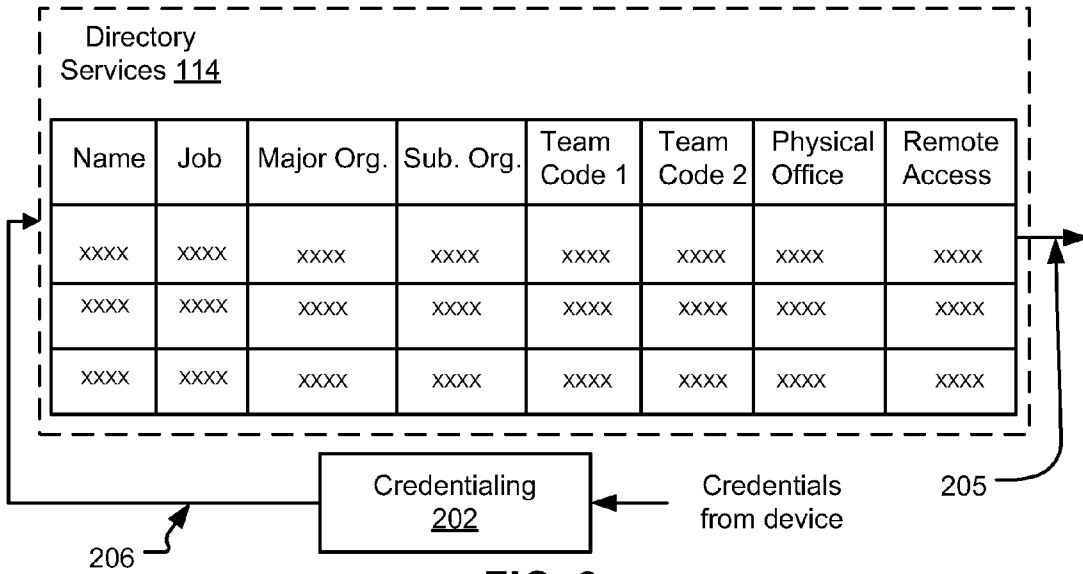 Directory
Services 114
Name Job Major Org. Sub. Org. Team Code 1 Team Code 2 Physical Office Remote Access
xxxx xxxx xxxx xxxx xxxx xxxx xxxx xxxx
xxxx xxxx xxxx xxxx xxxx xxxx xxxx xxxx
xxxx xxxx xxxx xxxx xxxx xxxx xxxx xxxx
Credentialing
202
Credentials
from device
205
206